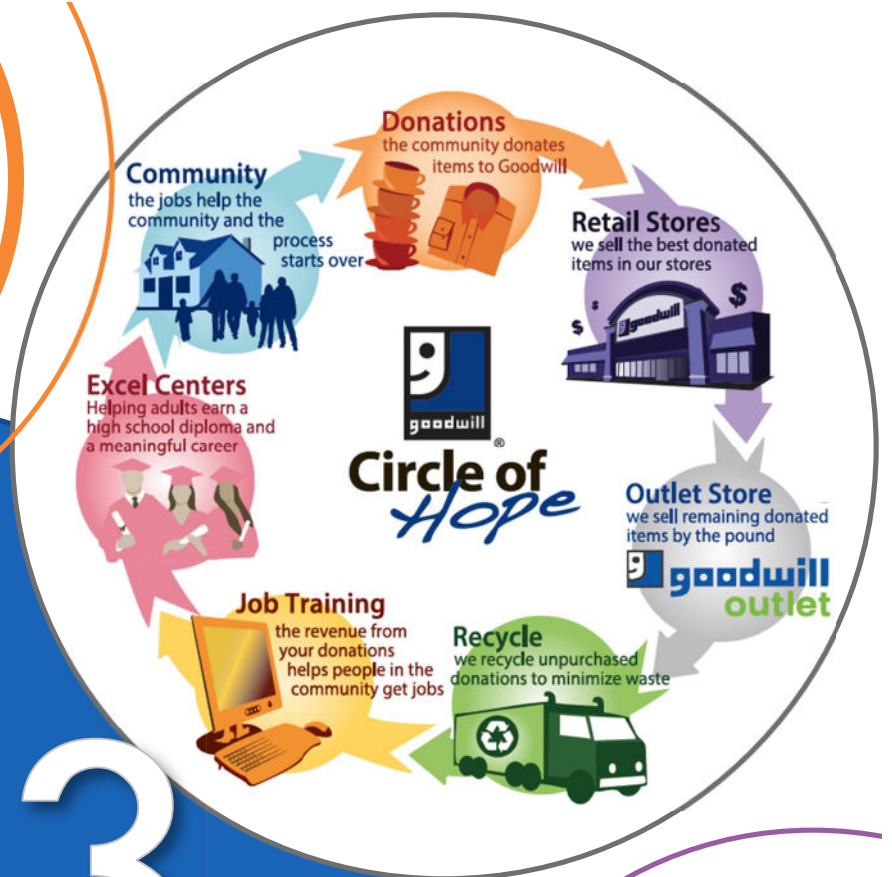 Donations
the community donates
items to Goodwill
Community
the jobs help the
community and the
process
starts over
Retail Stores
we sell the best donated
items in our stores
$
$
$
goodwill
goodwill
®
Circle of
Hope
Excel Centers
Helping adults earn a
high school diploma and
a meaningful career
Outlet Store
we sell remaining donated
items by the pound
goodwill
outlet
Job Training
the revenue from
your donations
helps people in the
community get jobs
Recycle
we recycle unpurchased
donations to minimize waste
3